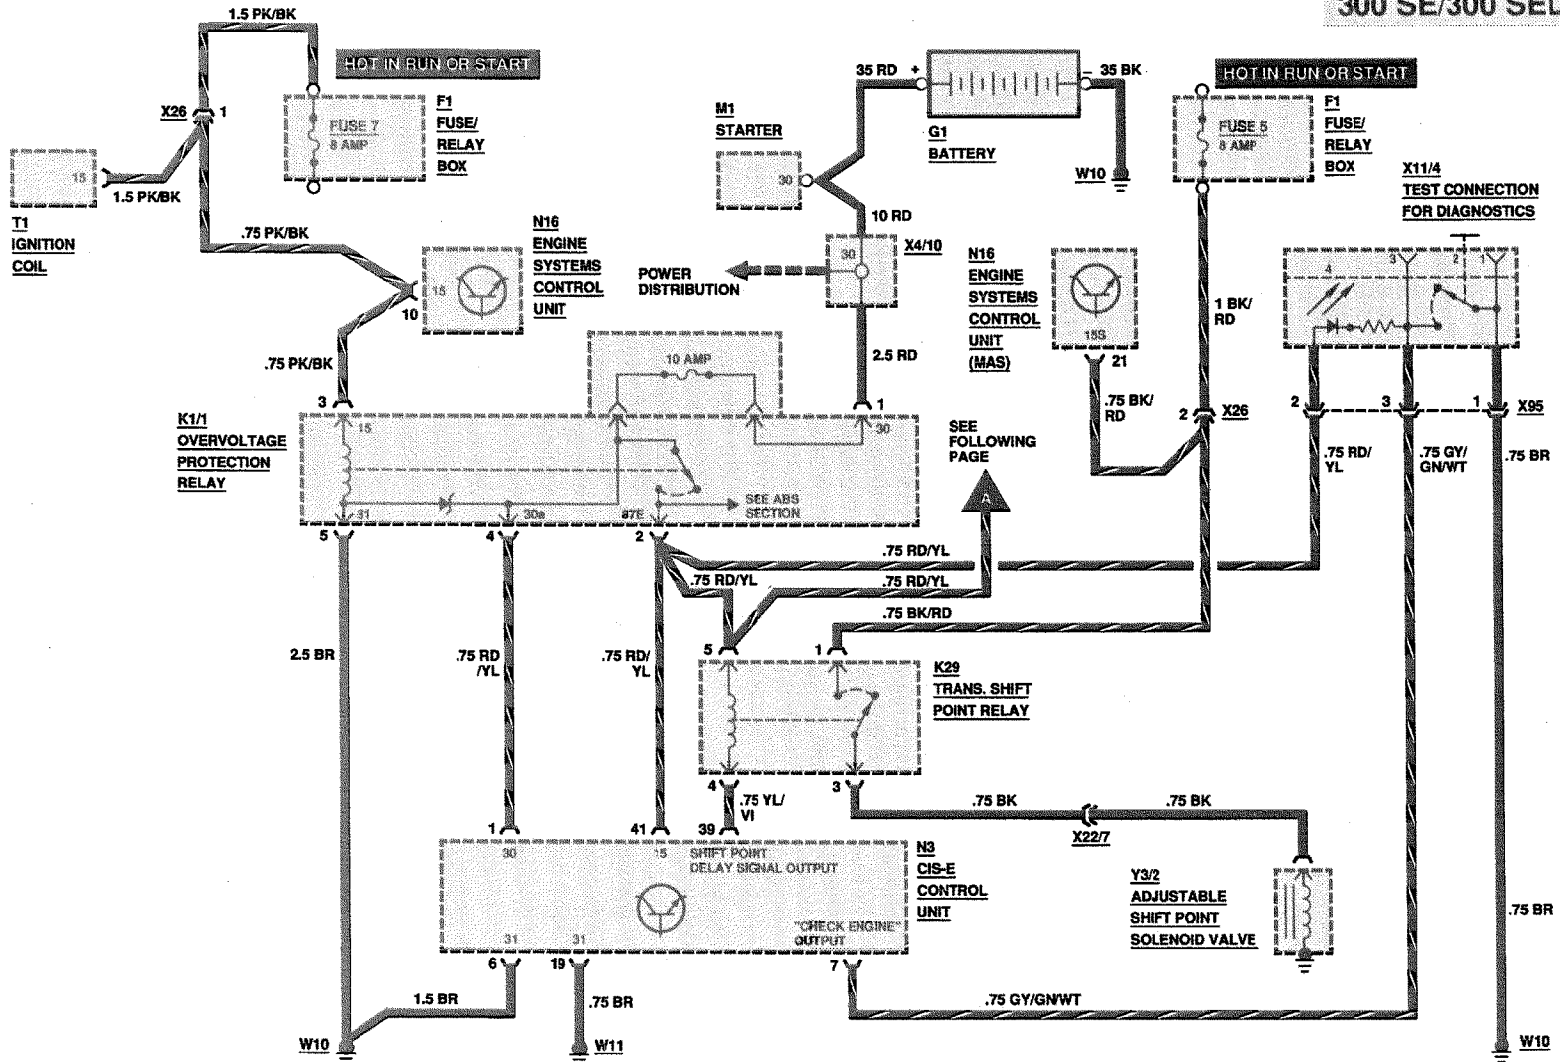 300 SE/300 SEL
1.5 PK/BK
HOT IN RUN OR START
X26
1
FUSE 7
8 AMP
F1
FUSE/
RELAY
BOX
15
1.5 PK/BK
T1
IGNITION
COIL
.75 PK/BK
15
10
N16
ENGINE
SYSTEMS
CONTROL
UNIT
.75 PK/BK
3
M1
STARTER
30
35 RD
+
–
35 BK
G1
BATTERY
W10
10 RD
30
X4/10
POWER
DISTRIBUTION
2.5 RD
1
HOT IN RUN OR START
FUSE 5
8 AMP
F1
FUSE/
RELAY
BOX
X11/4
TEST CONNECTION
FOR DIAGNOSTICS
4
3
2
1
N16
ENGINE
SYSTEMS
CONTROL
UNIT
(MAS)
15S
21
.75 BK/
RD
1 BK/
RD
2
X26
2
3
1
X95
.75 RD/
YL
.75 GY/
GN/WT
.75 BR
K1/1
OVERVOLTAGE
PROTECTION
RELAY
15
10 AMP
30
31
30a
87E
SEE ABS
SECTION
5
4
2
SEE
FOLLOWING
PAGE
A
.75 RD/YL
.75 RD/YL
.75 RD/YL
.75 BK/RD
2.5 BR
.75 RD
/YL
.75 RD/
YL
5
1
K29
TRANS. SHIFT
POINT RELAY
4
3
.75 YL/
VI
.75 BK
.75 BK
X22/7
1
41
39
30
15
SHIFT POINT
DELAY SIGNAL OUTPUT
N3
CIS-E
CONTROL
UNIT
"CHECK ENGINE"
OUTPUT
31
31
6
19
7
Y3/2
ADJUSTABLE
SHIFT POINT
SOLENOID VALVE
.75 BR
1.5 BR
.75 BR
.75 GY/GN/WT
W10
W11
W10